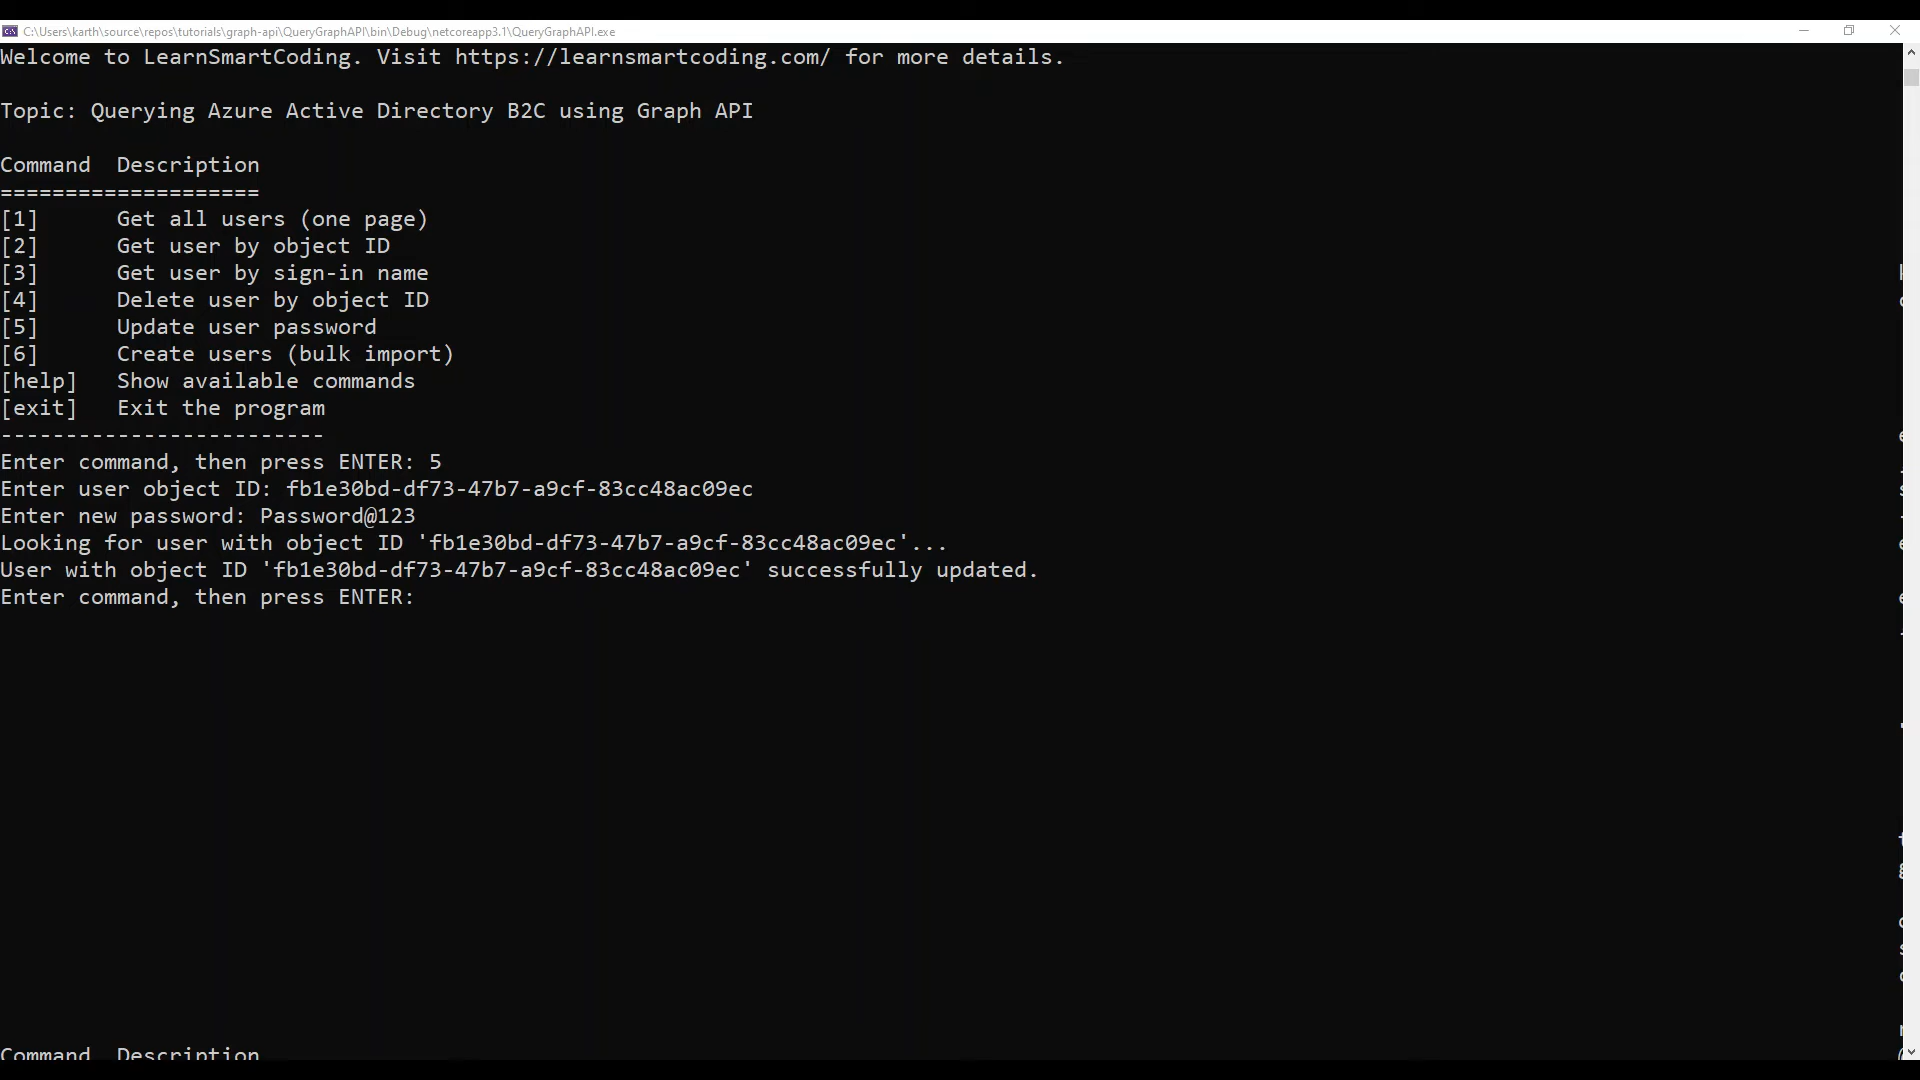 C:\Users\karth\source\repos\tutorials\graph-api\QueryGraphAPI\bin\Debug\netcoreapp3.1\QueryGraphAPI.exe
Welcome to LearnSmartCoding. Visit https://learnsmartcoding.com/ for more details.
Topic: Querying Azure Active Directory B2C using Graph API
Command  Description
====================
[1]      Get all users (one page)
[2]      Get user by object ID
[3]      Get user by sign-in name
[4]      Delete user by object ID
[5]      Update user password
[6]      Create users (bulk import)
[help]   Show available commands
[exit]   Exit the program
-------------------------
Enter command, then press ENTER: 5
Enter user object ID: fb1e30bd-df73-47b7-a9cf-83cc48ac09ec
Enter new password: Password@123
Looking for user with object ID 'fb1e30bd-df73-47b7-a9cf-83cc48ac09ec'...
User with object ID 'fb1e30bd-df73-47b7-a9cf-83cc48ac09ec' successfully updated.
Enter command, then press ENTER:
Command  Description